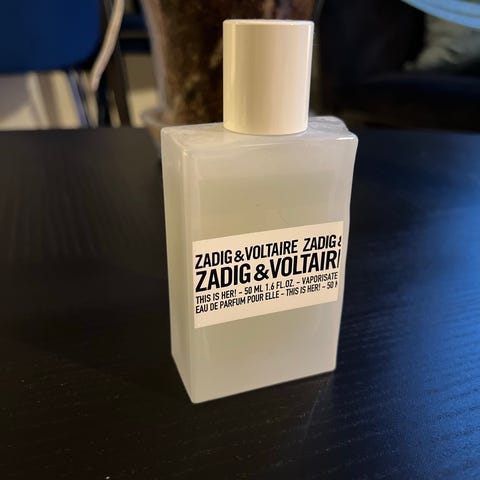 ZADIG & VOLTAIRE ZADIG &
ZADIG & VOLTAIR
THIS IS HER! – 50 ML 1.6 FL.OZ. – VAPORISATE
EAU DE PARFUM POUR ELLE – THIS IS HER! – 50